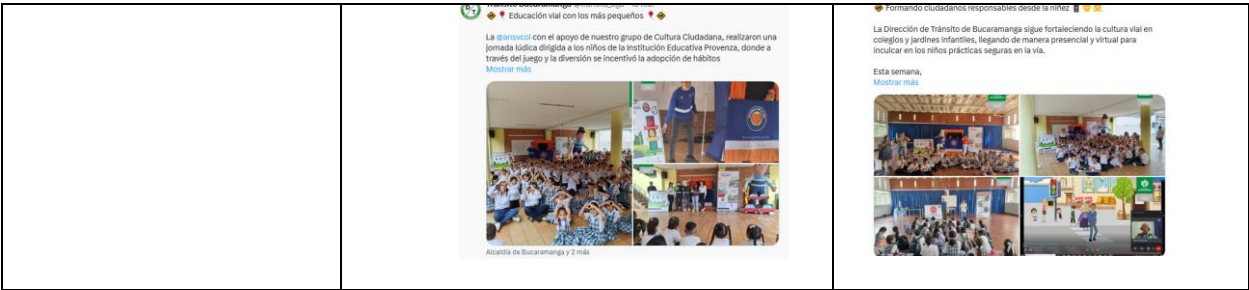 Tránsito Bucaramanga
Educación vial con los más pequeños
La @ansvcol con el apoyo de nuestro grupo de Cultura Ciudadana, realizaron una
jornada lúdica dirigida a los niños de la Institución Educativa Provenza, donde a
través del juego y la diversión se incentivó la adopción de hábitos
Mostrar más
Alcaldía de Bucaramanga y 2 más
Formando ciudadanos responsables desde la niñez
La Dirección de Tránsito de Bucaramanga sigue fortaleciendo la cultura vial en
colegios y jardines infantiles, llegando de manera presencial y virtual para
inculcar en los niños prácticas seguras en la vía.
Esta semana,
Mostrar más